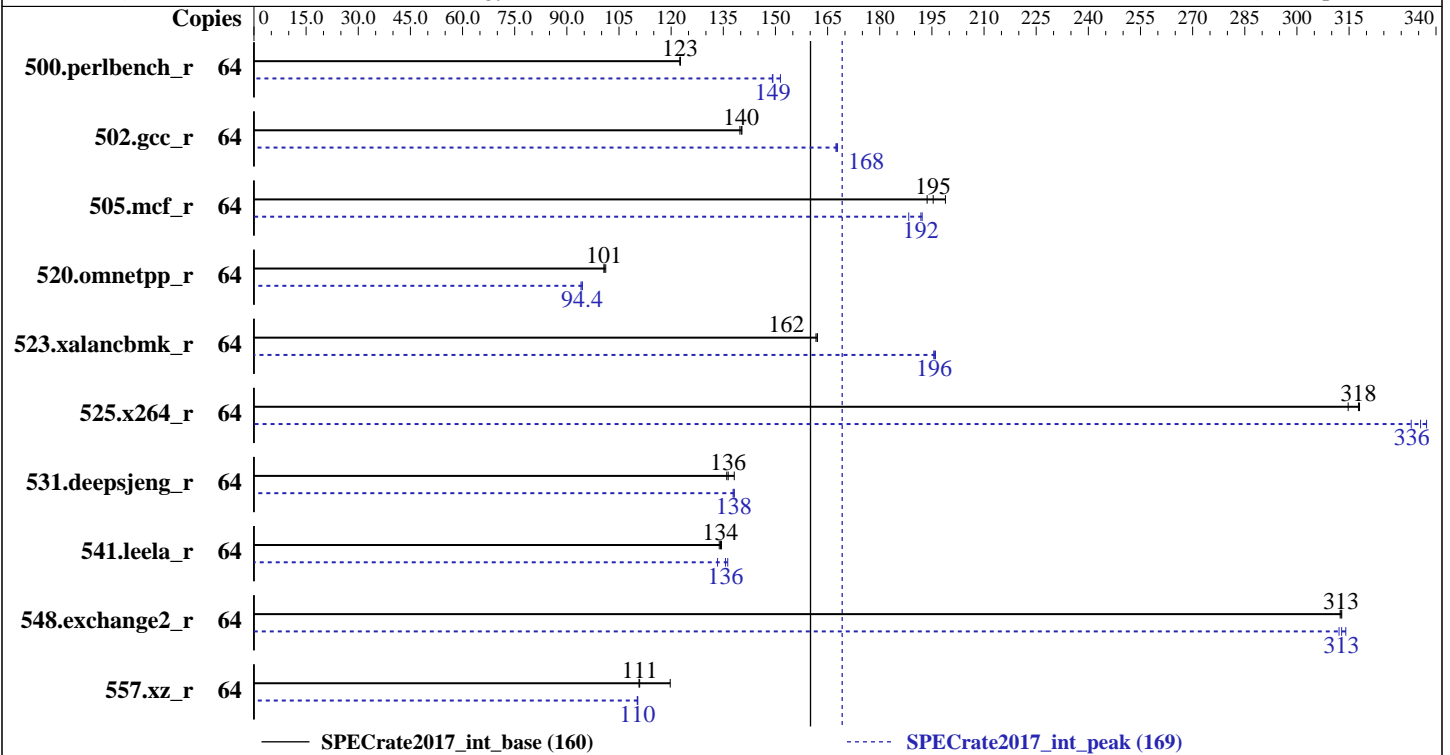 Copies 0 15.0 30.0 45.0 60.0 75.0 90.0 105 120 135 150 165 180 195 210 225 240 255 270 285 300 315 340
500.perlbench_r 64 123
149
502.gcc_r 64 140
168
505.mcf_r 64 195
192
520.omnetpp_r 64 101
94.4
523.xalancbmk_r 64 162
196
525.x264_r 64 318
336
531.deepsjeng_r 64 136
138
541.leela_r 64 134
136
548.exchange2_r 64 313
313
557.xz_r 64 111
110
SPECrate2017_int_base (160) SPECrate2017_int_peak (169)